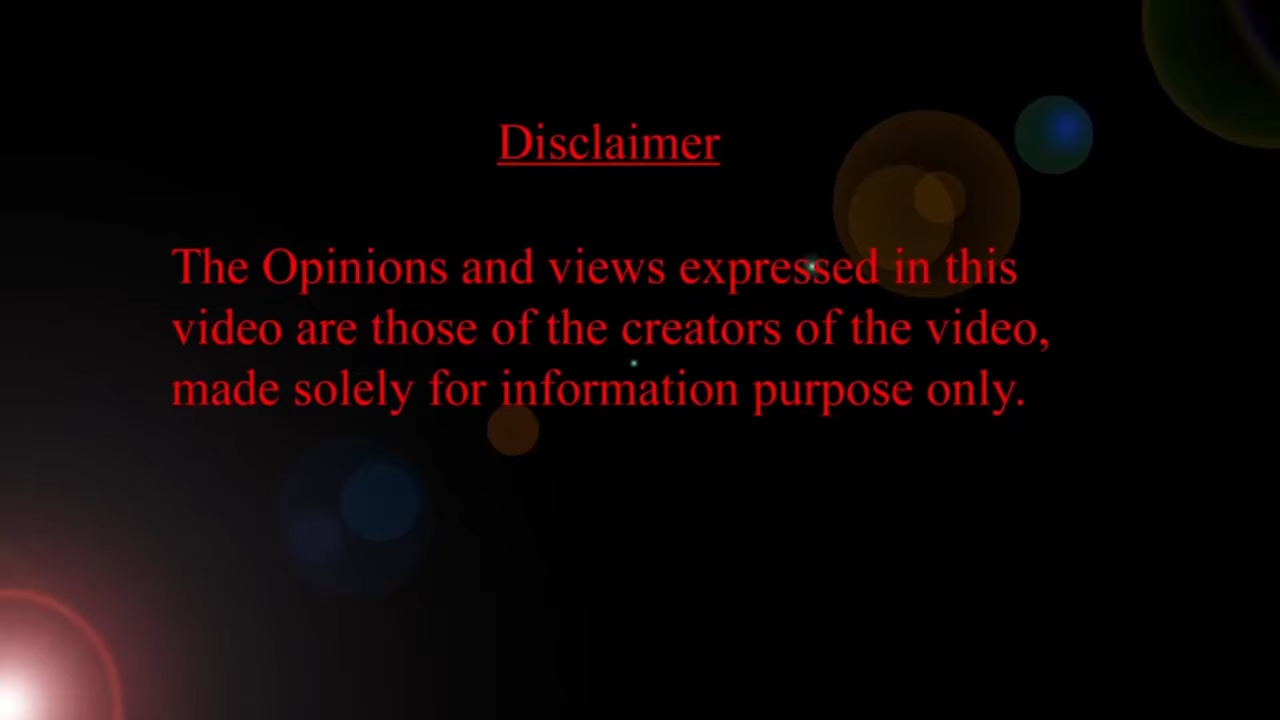 Disclaimer
The Opinions and views expressed in this
video are those of the creators of the video,
made solely for information purpose only.